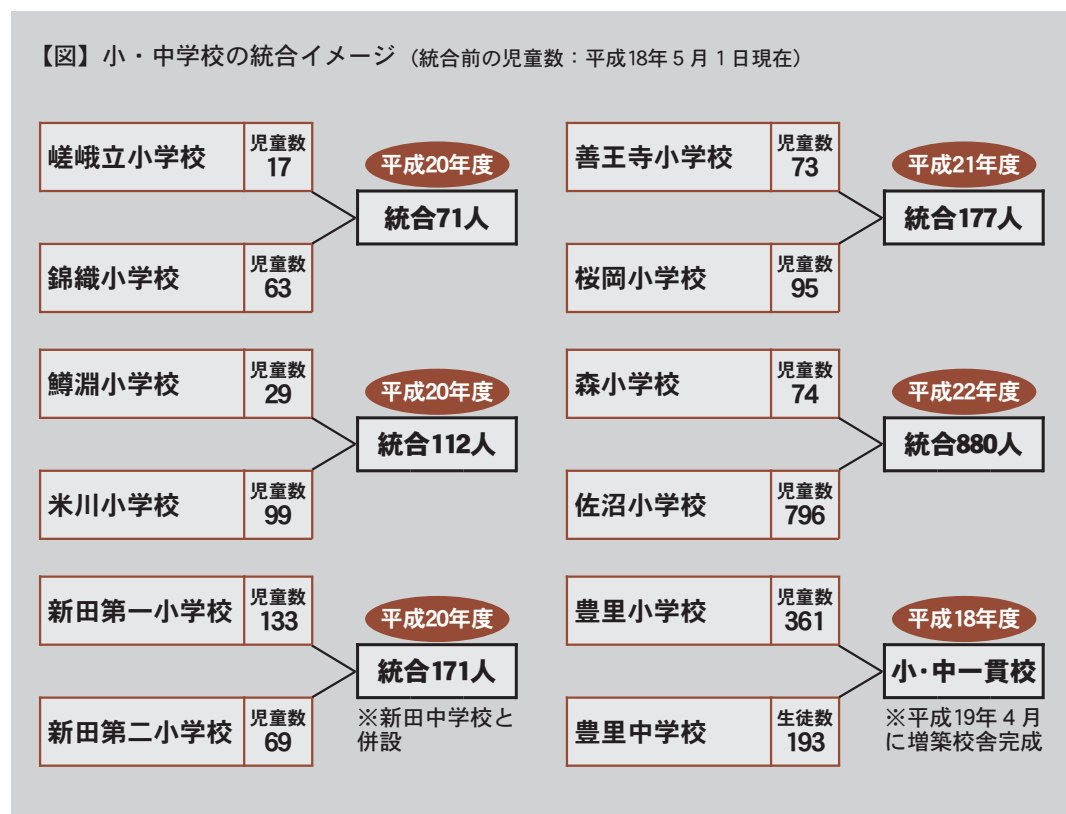 【図】小・中学校の統合イメージ（統合前の児童数：平成18年5月1日現在）
嵯峨立小学校
児童数
17
平成20年度
統合71人
錦織小学校
児童数
63
鱒淵小学校
児童数
29
平成20年度
統合112人
米川小学校
児童数
99
新田第一小学校
児童数
133
平成20年度
統合171人
※新田中学校と
併設
新田第二小学校
児童数
69
善王寺小学校
児童数
73
平成21年度
統合177人
桜岡小学校
児童数
95
森小学校
児童数
74
平成22年度
統合880人
佐沼小学校
児童数
796
豊里小学校
児童数
361
平成18年度
小・中一貫校
※平成19年4月
に増築校舎完成
豊里中学校
生徒数
193